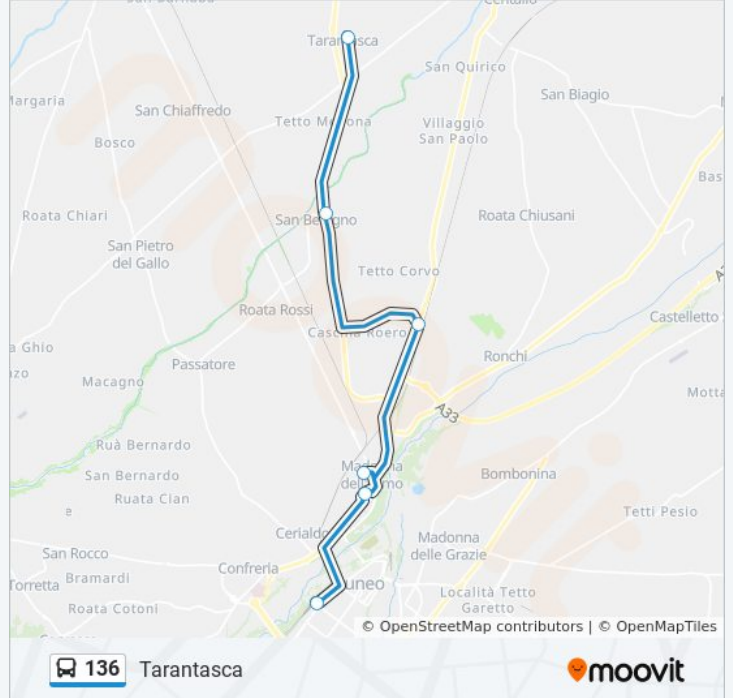 Tarantasca
San Quirico
San Biagio
Margaria
San Chiaffredo
Tetto Merona
Villaggio
San Paolo
Bosco
Bas
Roata Chiari
San Benigno
Roata Chiusani
San Pietro
del Gallo
Tetto Corvo
Roata Rossi
Castelletto
Cascina Roero
a Ghio
Ronchi
Passatore
zo
Macagno
Motta
A33
Ruà Bernardo
Madonna
dell'Olmo
Bombonina
San Bernardo
Ruata Cian
e
Tetti Pesio
Cerialdo
Madonna
delle Grazie
San Rocco
Confreria
Torretta
Bramardi
Cuneo
Località Tetto
Garetto
Roata Cotoni
© OpenStreetMap contributors | © OpenMapTiles
136 Tarantasca
moovit